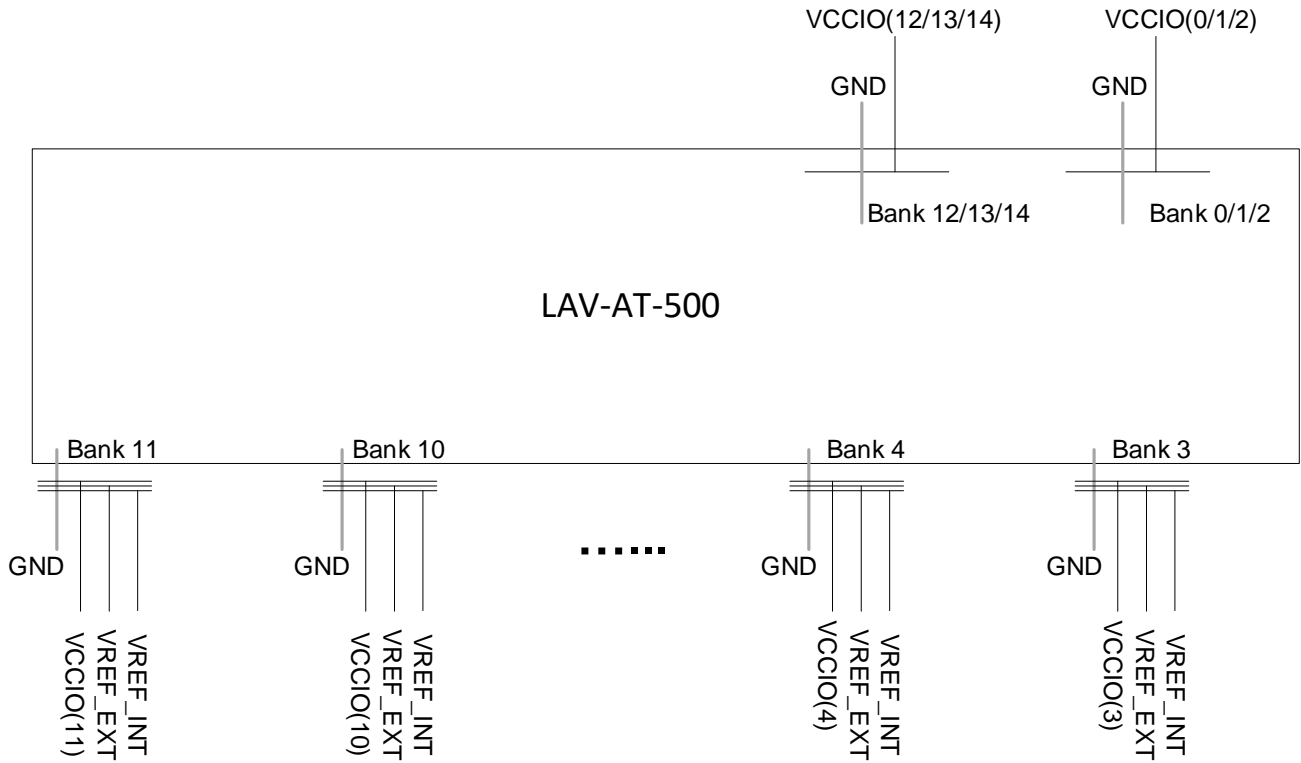 VCCIO(12/13/14)
VCCIO(0/1/2)
GND
GND
Bank 12/13/14
Bank 0/1/2
LAV-AT-500
Bank 11
Bank 10
Bank 4
Bank 3
GND
GND
......
GND
GND
VCCIO(11)
VREF_EXT
VREF_INT
VCCIO(10)
VREF_EXT
VREF_INT
VCCIO(4)
VREF_EXT
VREF_INT
VCCIO(3)
VREF_EXT
VREF_INT